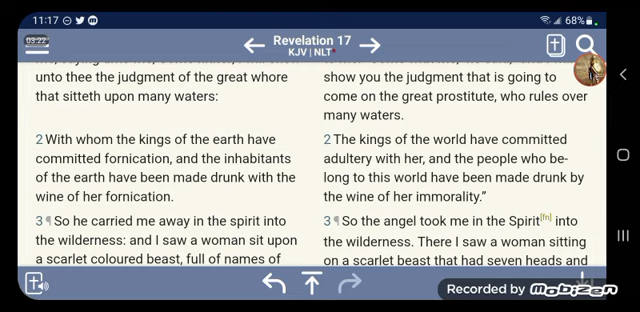 11:17
68%
03:22
Revelation 17
KJV | NLT*
unto thee the judgment of the great whore
that sitteth upon many waters:
2 With whom the kings of the earth have
committed fornication, and the inhabitants
of the earth have been made drunk with the
wine of her fornication.
3 ¶ So he carried me away in the spirit into
the wilderness: and I saw a woman sit upon
a scarlet coloured beast, full of names of
show you the judgment that is going to
come on the great prostitute, who rules over
many waters.
2 The kings of the world have committed
adultery with her, and the people who be-
long to this world have been made drunk by
the wine of her immorality.”
3 ¶ So the angel took me in the Spirit[fn] into
the wilderness. There I saw a woman sitting
on a scarlet beast that had seven heads and
Recorded by Mobizen